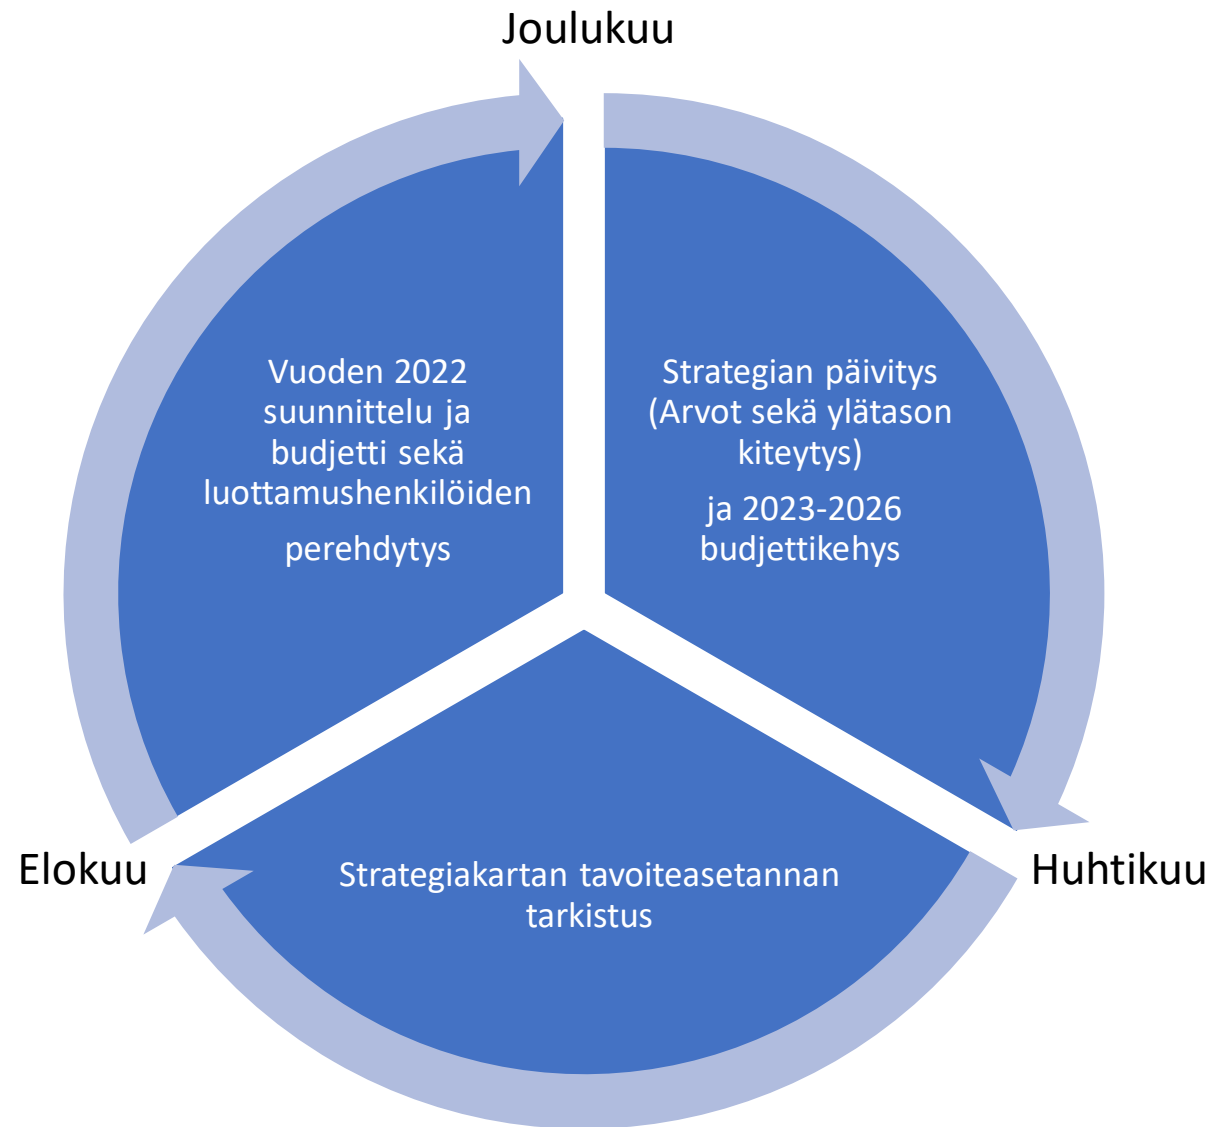 Joulukuu
Vuoden 2022
suunnittelu ja
budjetti sekä
luottamushenkilöiden
perehdytys
Strategian päivitys
(Arvot sekä ylätason
kiteytys)
ja 2023-2026
budjettikehys
Elokuu
Strategiakartan tavoiteasetannan
tarkistus
Huhtikuu